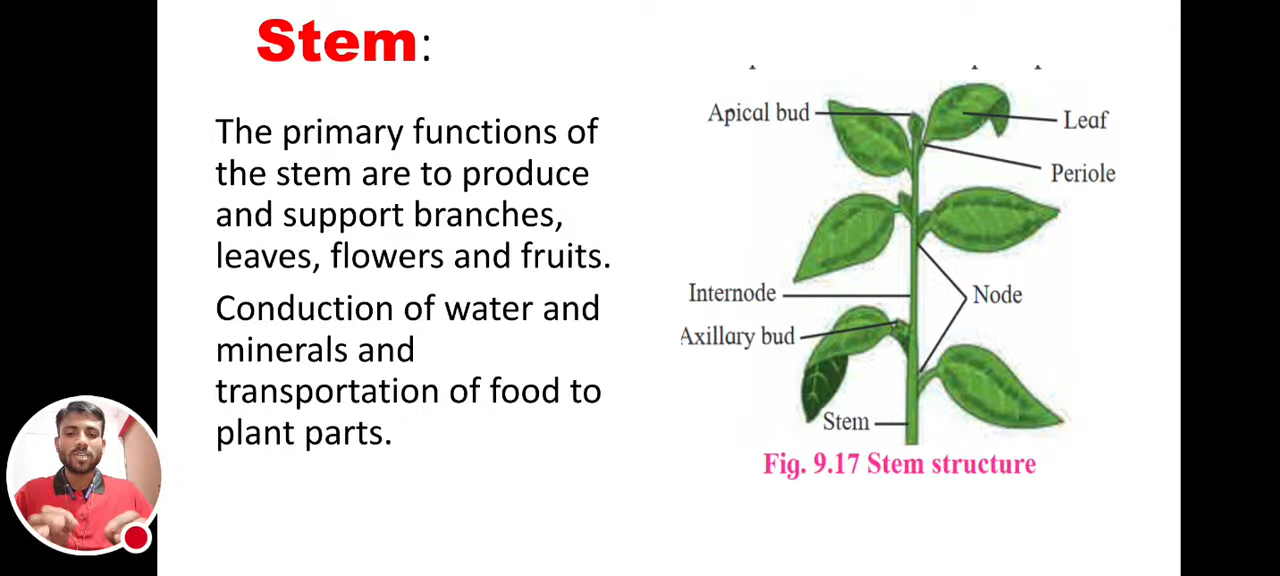 Stem:
The primary functions of
the stem are to produce
and support branches,
leaves, flowers and fruits.
Conduction of water and
minerals and
transportation of food to
plant parts.
Apical bud
Leaf
Periole
Internode
Node
Axillary bud
Stem
Fig. 9.17 Stem structure